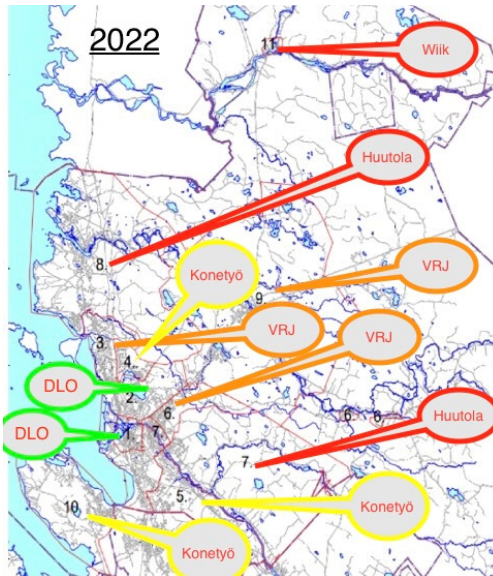 2022
11.
Wiik
Huutola
8.
Konetyö
VRJ
9.
3.
VRJ
VRJ
4.
DLO
2.
6.
6.
6.
Huutola
DLO
1.
7.
7.
5.
Konetyö
10.
Konetyö